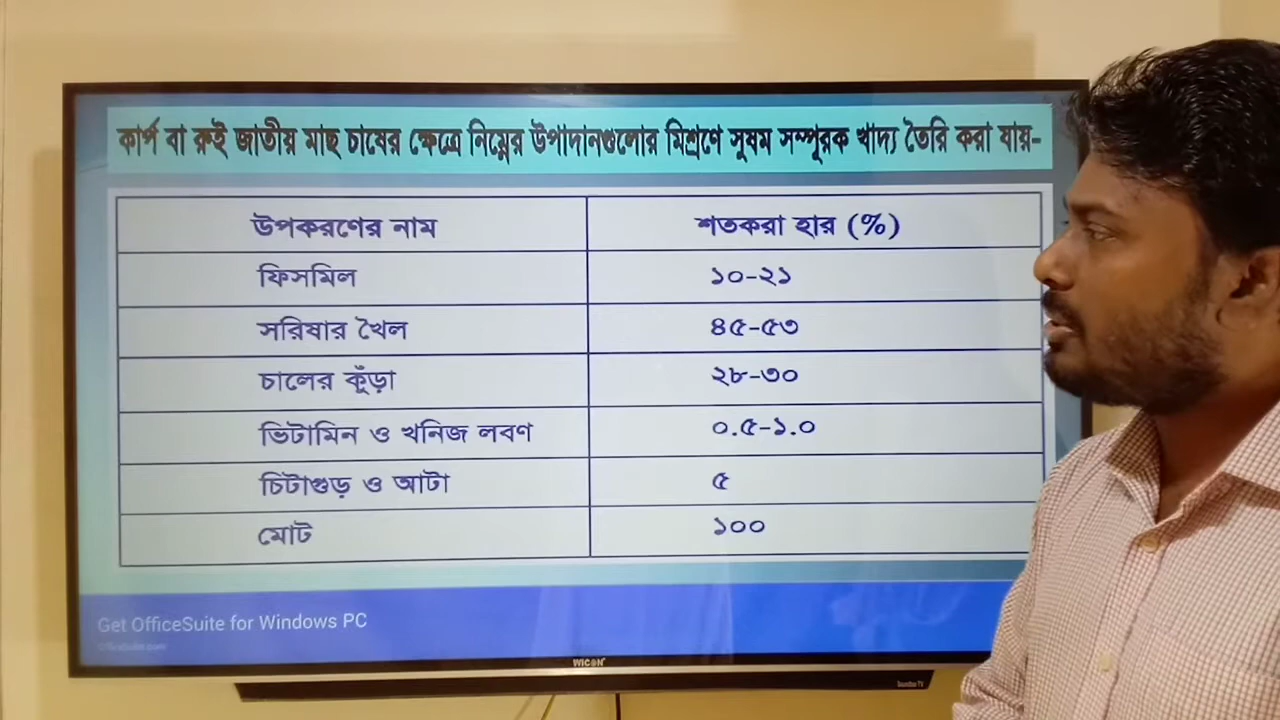 কার্প বা রুই জাতীয় মাছ চাষের ক্ষেত্রে নিম্নের উপাদানগুলোর মিশ্রণে সুষম সম্পূরক খাদ্য তৈরি করা যায়-
উপকরণের নাম শতকরা হার (%)
ফিসমিল ১০-২১
সরিষার খৈল ৪৫-৫৩
চালের কুঁড়া ২৮-৩০
ভিটামিন ও খনিজ লবণ ০.৫-১.০
চিটাগুড় ও আটা ৫
মোট ১০০
Get OfficeSuite for Windows PC
WICON